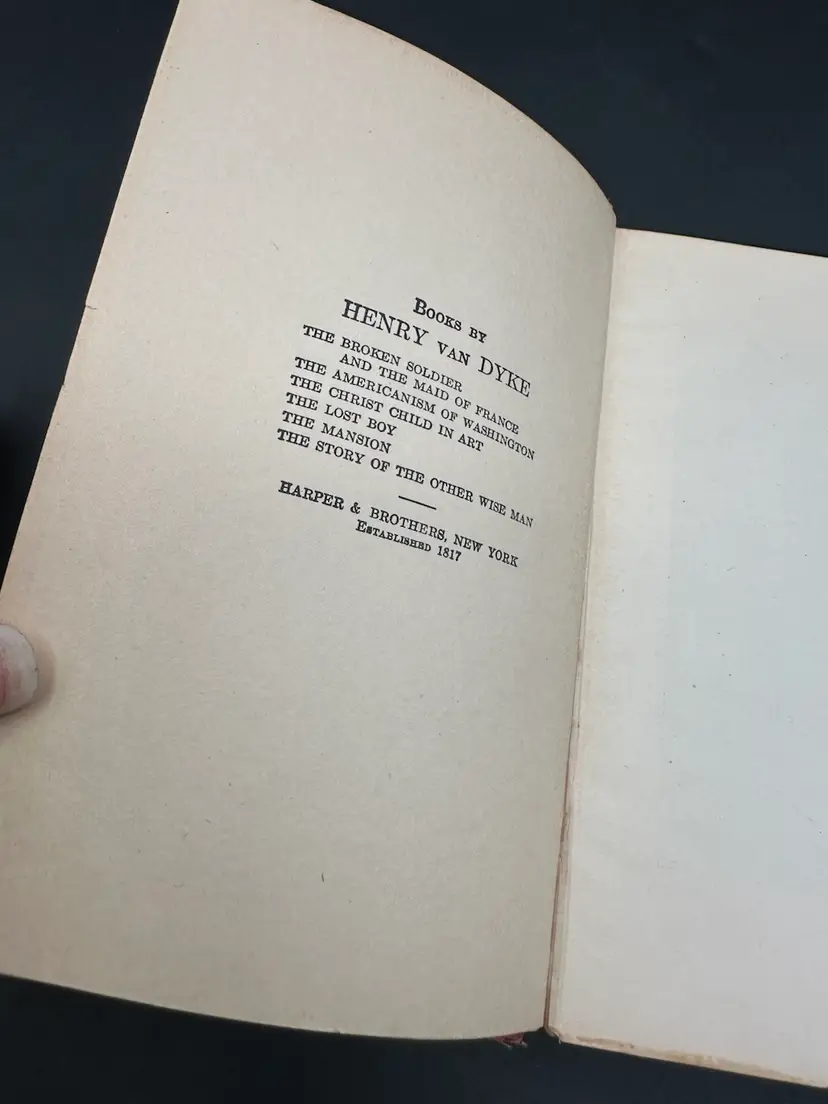 Books by
HENRY van DYKE
THE BROKEN SOLDIER
AND THE MAID OF FRANCE
THE AMERICANISM OF WASHINGTON
THE CHRIST CHILD IN ART
THE LOST BOY
THE MANSION
THE STORY OF THE OTHER WISE MAN
HARPER & BROTHERS, NEW YORK
Established 1817